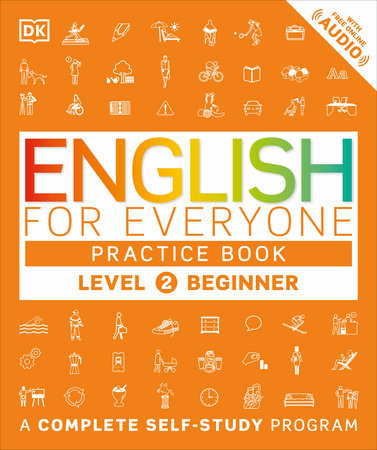 DK
WITH
FREE ONLINE
AUDIO
Aa
ENGLISH
FOR EVERYONE
PRACTICE BOOK
LEVEL 2 BEGINNER
A COMPLETE SELF-STUDY PROGRAM